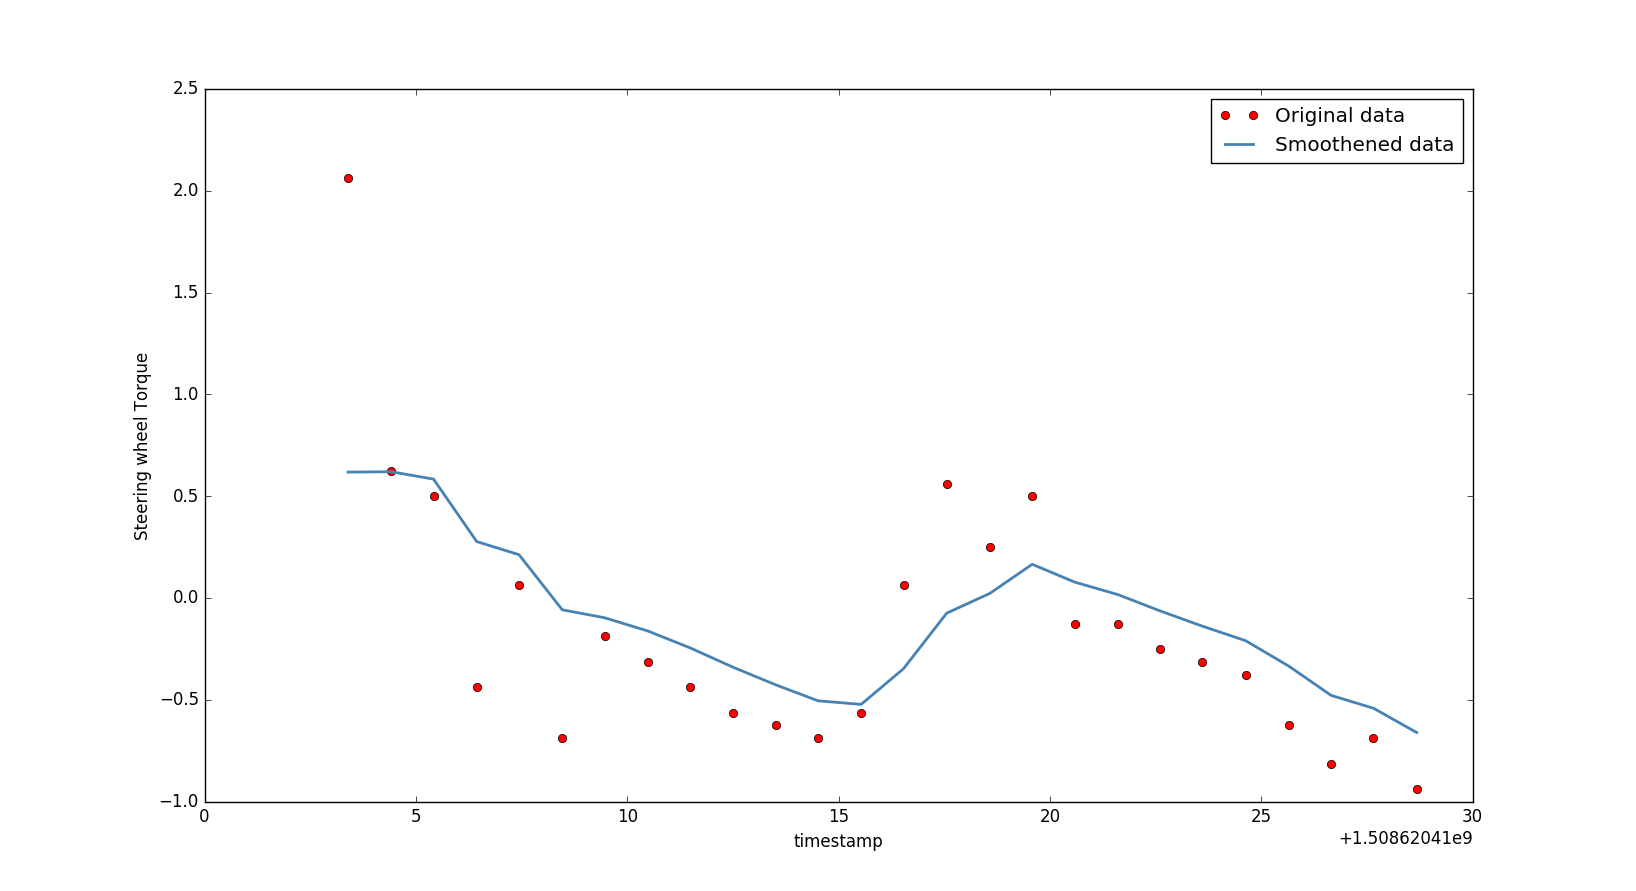 2.5
2.0
1.5
1.0
0.5
0.0
−0.5
−1.0
Steering wheel Torque
Original data
Smoothened data
0 5 10 15 20 25 30
timestamp
+1.50862041e9